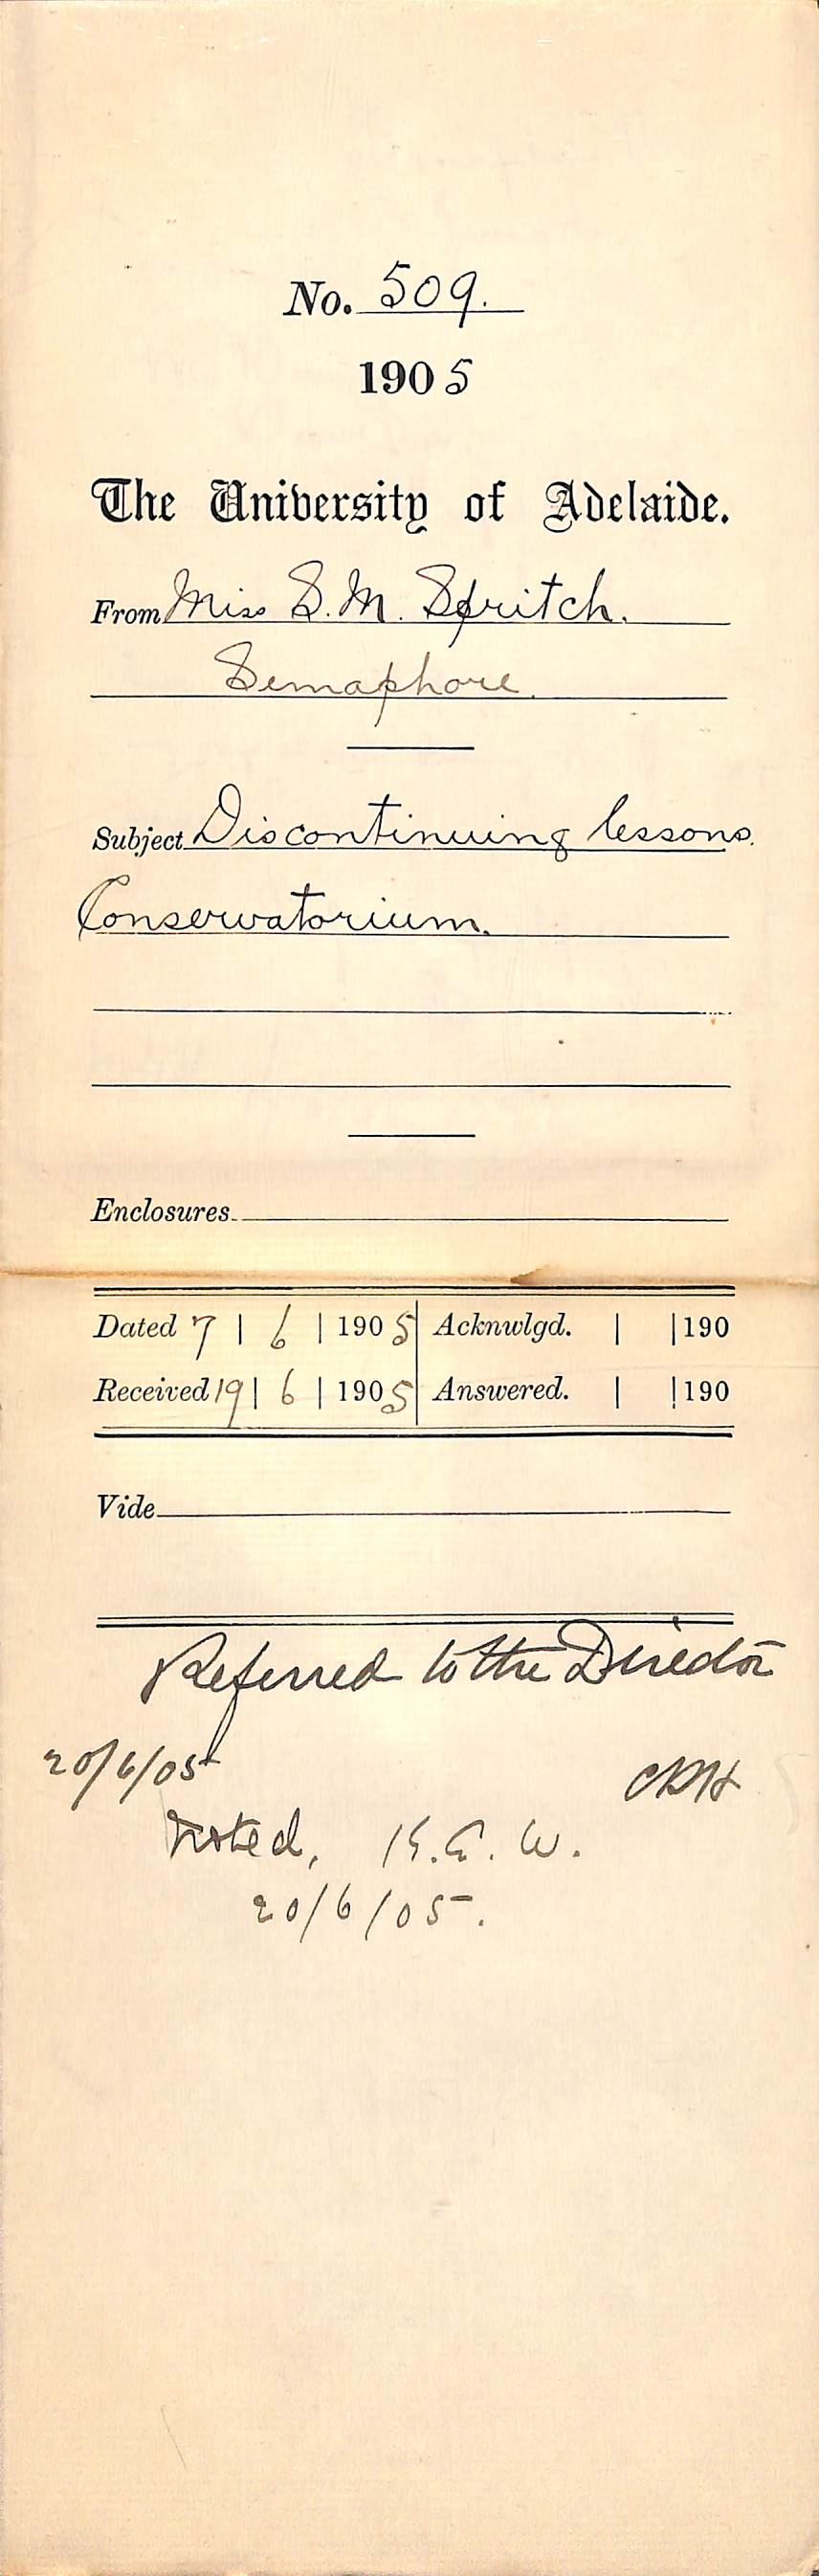 No. 509.
1905
The University of Adelaide.
From Miss S. M. Spritch.
Semaphore.
Subject Discontinuing lessons.
Conservatorium.
Enclosures
Dated 7 | 6 | 1905 Acknwlgd. | | 190
Received 19 | 6 | 1905 Answered. | | 190
Vide
Referred to the Director
20/6/05 CRH
Noted, K.E.W.
20/6/05.